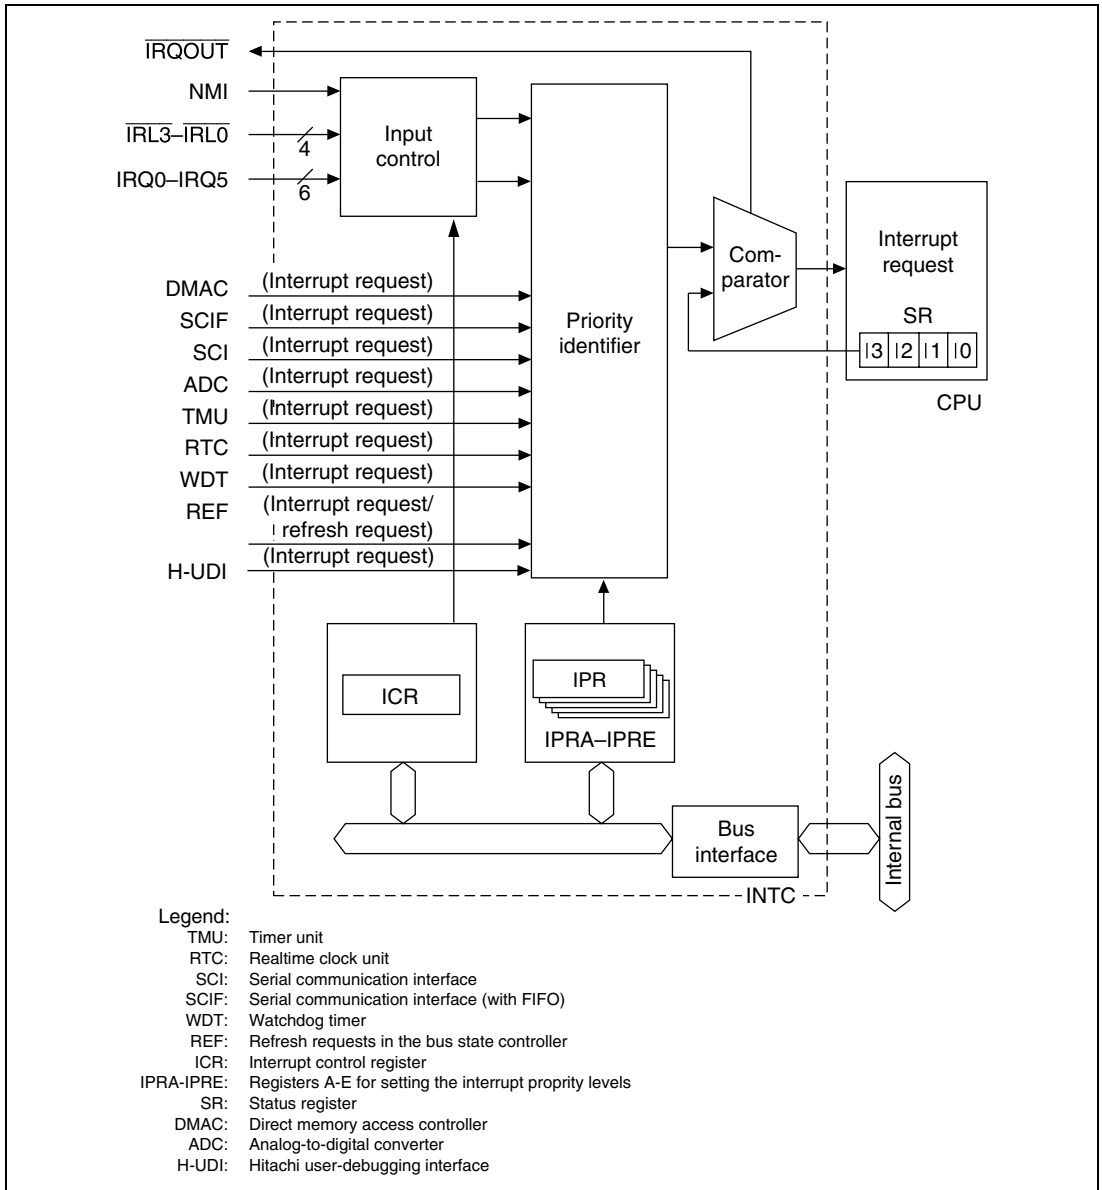 IRQOUT
NMI
IRL3–IRL0
4
IRQ0–IRQ5
6
Input
control
DMAC (Interrupt request)
SCIF (Interrupt request)
SCI (Interrupt request)
ADC (Interrupt request)
TMU (Interrupt request)
RTC (Interrupt request)
WDT (Interrupt request)
REF (Interrupt request/
refresh request)
H-UDI (Interrupt request)
Priority
identifier
Com-
parator
Interrupt
request
SR
I3 I2 I1 I0
CPU
ICR
IPR
IPRA–IPRE
Bus
interface
Internal bus
INTC
Legend:
TMU: Timer unit
RTC: Realtime clock unit
SCI: Serial communication interface
SCIF: Serial communication interface (with FIFO)
WDT: Watchdog timer
REF: Refresh requests in the bus state controller
ICR: Interrupt control register
IPRA-IPRE: Registers A-E for setting the interrupt proprity levels
SR: Status register
DMAC: Direct memory access controller
ADC: Analog-to-digital converter
H-UDI: Hitachi user-debugging interface